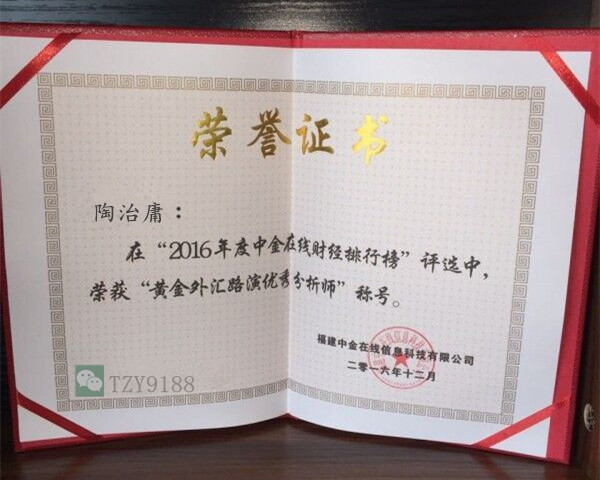 荣誉证书
陶治庸：
在“2016年度中金在线财经排行榜”评选中,
荣获“黄金外汇路演优秀分析师”称号。
福建中金在线信息科技有限公司
二零一六年十二月
TZY9188